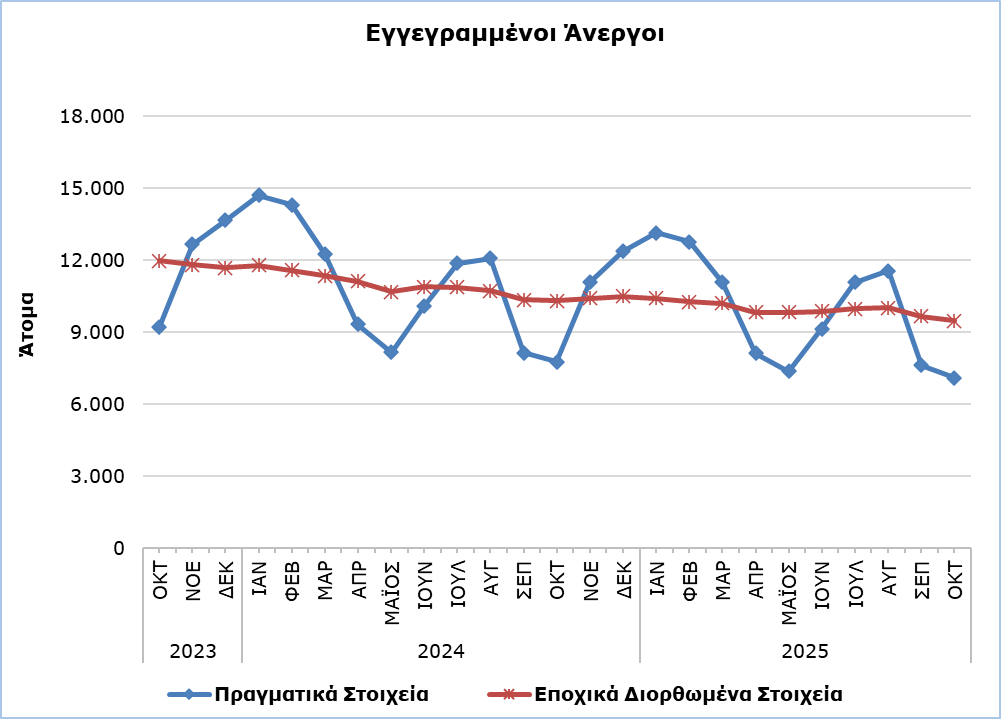 Εγγεγραμμένοι Άνεργοι
18.000
15.000
12.000
9.000
6.000
3.000
0
Άτομα
ΟΚΤ ΝΟΕ ΔΕΚ ΙΑΝ ΦΕΒ ΜΑΡ ΑΠΡ ΜΑΪΟΣ ΙΟΥΝ ΙΟΥΛ ΑΥΓ ΣΕΠ ΟΚΤ ΝΟΕ ΔΕΚ ΙΑΝ ΦΕΒ ΜΑΡ ΑΠΡ ΜΑΪΟΣ ΙΟΥΝ ΙΟΥΛ ΑΥΓ ΣΕΠ ΟΚΤ
2023 2024 2025
Πραγματικά Στοιχεία Εποχικά Διορθωμένα Στοιχεία